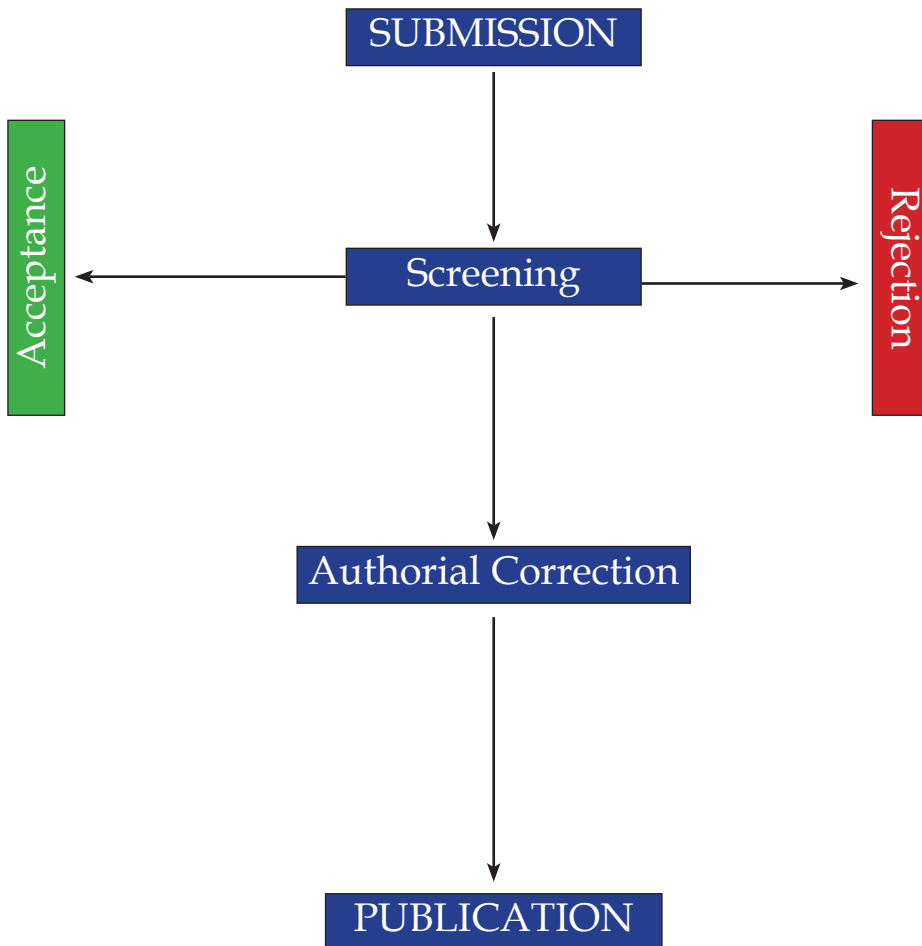 SUBMISSION
Acceptance
Screening
Rejection
Authorial Correction
PUBLICATION